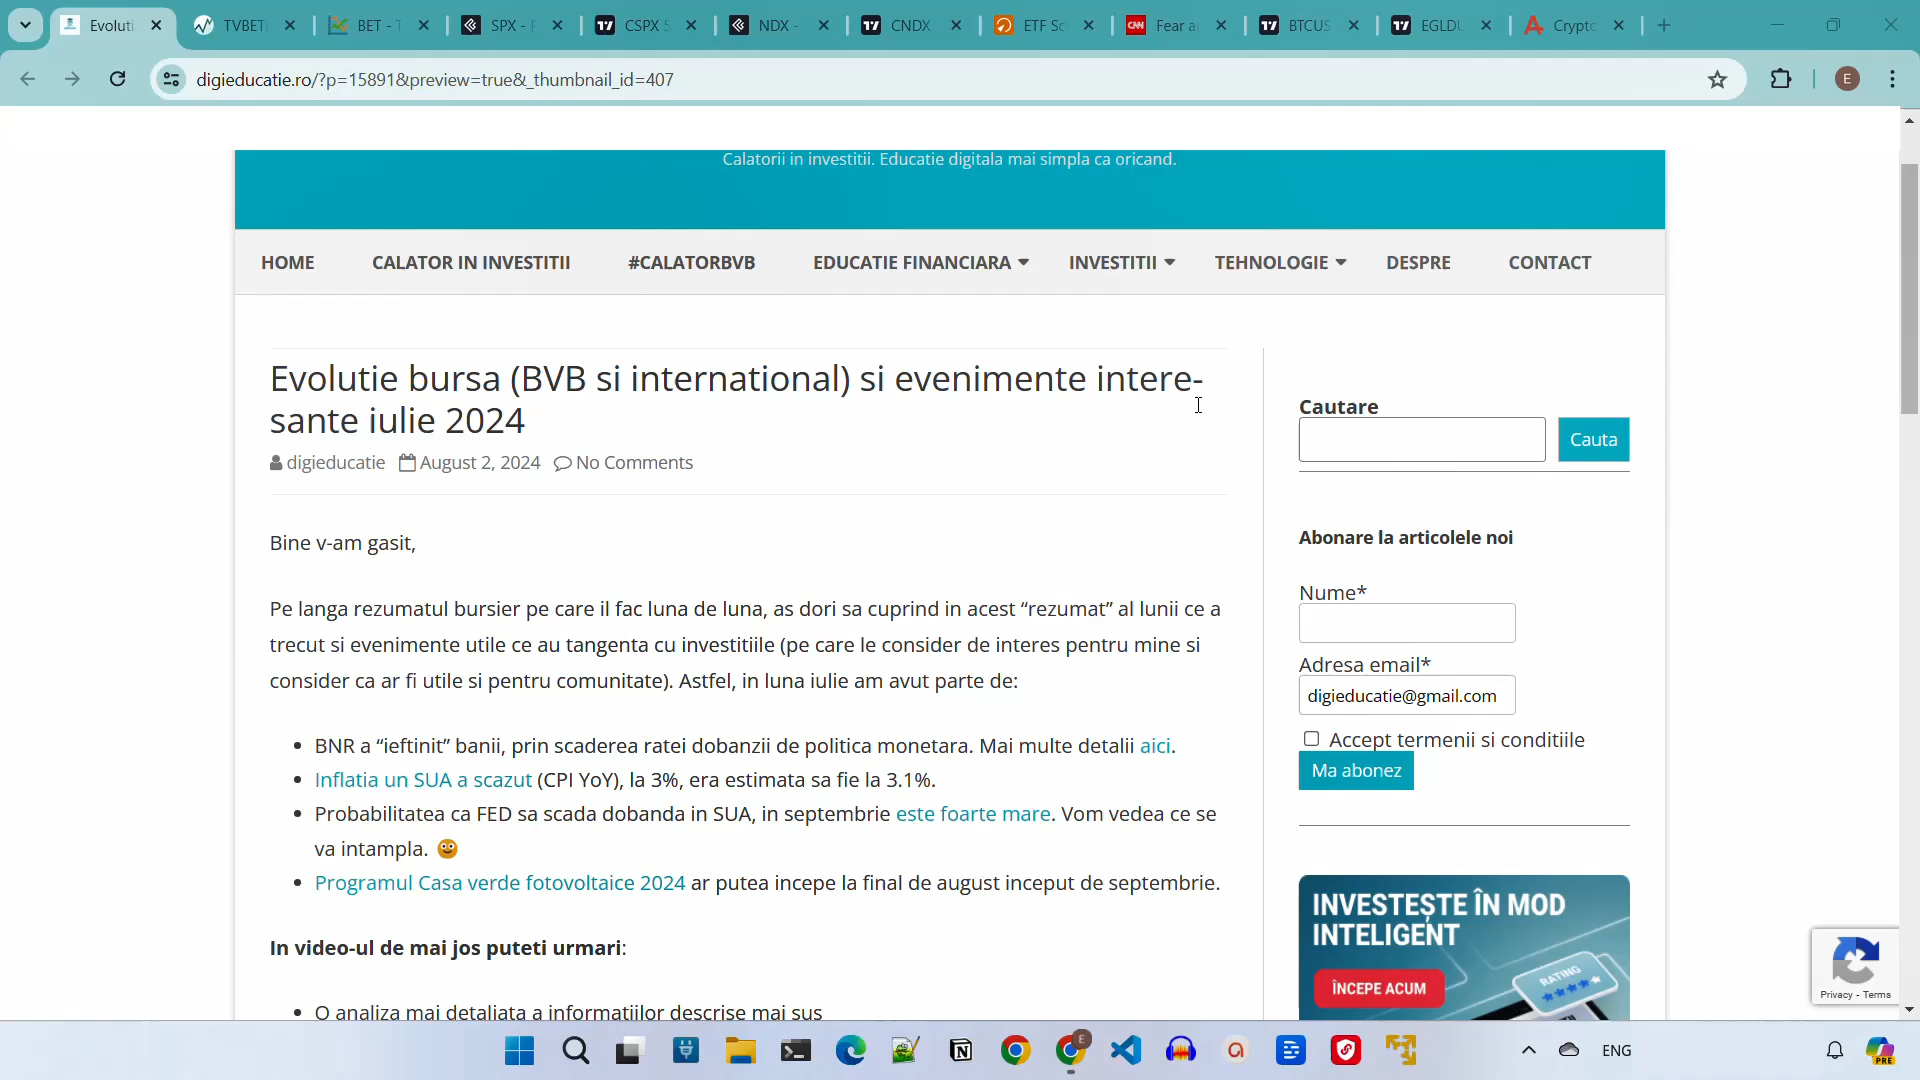 Evoluti
TVBET
BET - T
SPX - F
CSPX 5
NDX -
CNDX
ETF Sc
Fear a
BTCUS
EGLDU
Crypto
digieducatie.ro/?p=15891&preview=true&_thumbnail_id=407
E
Calatorii in investitii. Educatie digitala mai simpla ca oricand.
HOME
CALATOR IN INVESTITII
#CALATORBVB
EDUCATIE FINANCIARA
INVESTITII
TEHNOLOGIE
DESPRE
CONTACT
Evolutie bursa (BVB si international) si evenimente intere-
sante iulie 2024
digieducatie August 2, 2024 No Comments
Bine v-am gasit,
Pe langa rezumatul bursier pe care il fac luna de luna, as dori sa cuprind in acest “rezumat” al lunii ce a
trecut si evenimente utile ce au tangenta cu investitiile (pe care le consider de interes pentru mine si
consider ca ar fi utile si pentru comunitate). Astfel, in luna iulie am avut parte de:
BNR a “ieftinit” banii, prin scaderea ratei dobanzii de politica monetara. Mai multe detalii aici.
Inflatia un SUA a scazut (CPI YoY), la 3%, era estimata sa fie la 3.1%.
Probabilitatea ca FED sa scada dobanda in SUA, in septembrie este foarte mare. Vom vedea ce se
va intampla.
Programul Casa verde fotovoltaice 2024 ar putea incepe la final de august inceput de septembrie.
In video-ul de mai jos puteti urmari:
O analiza mai detaliata a informatiilor descrise mai sus
Cautare
Cauta
Abonare la articolele noi
Nume*
Adresa email*
digieducatie@gmail.com
Accept termenii si conditiile
Ma abonez
INVESTEȘTE ÎN MOD
INTELIGENT
ÎNCEPE ACUM
RATING
Privacy - Terms
ENG
PRE